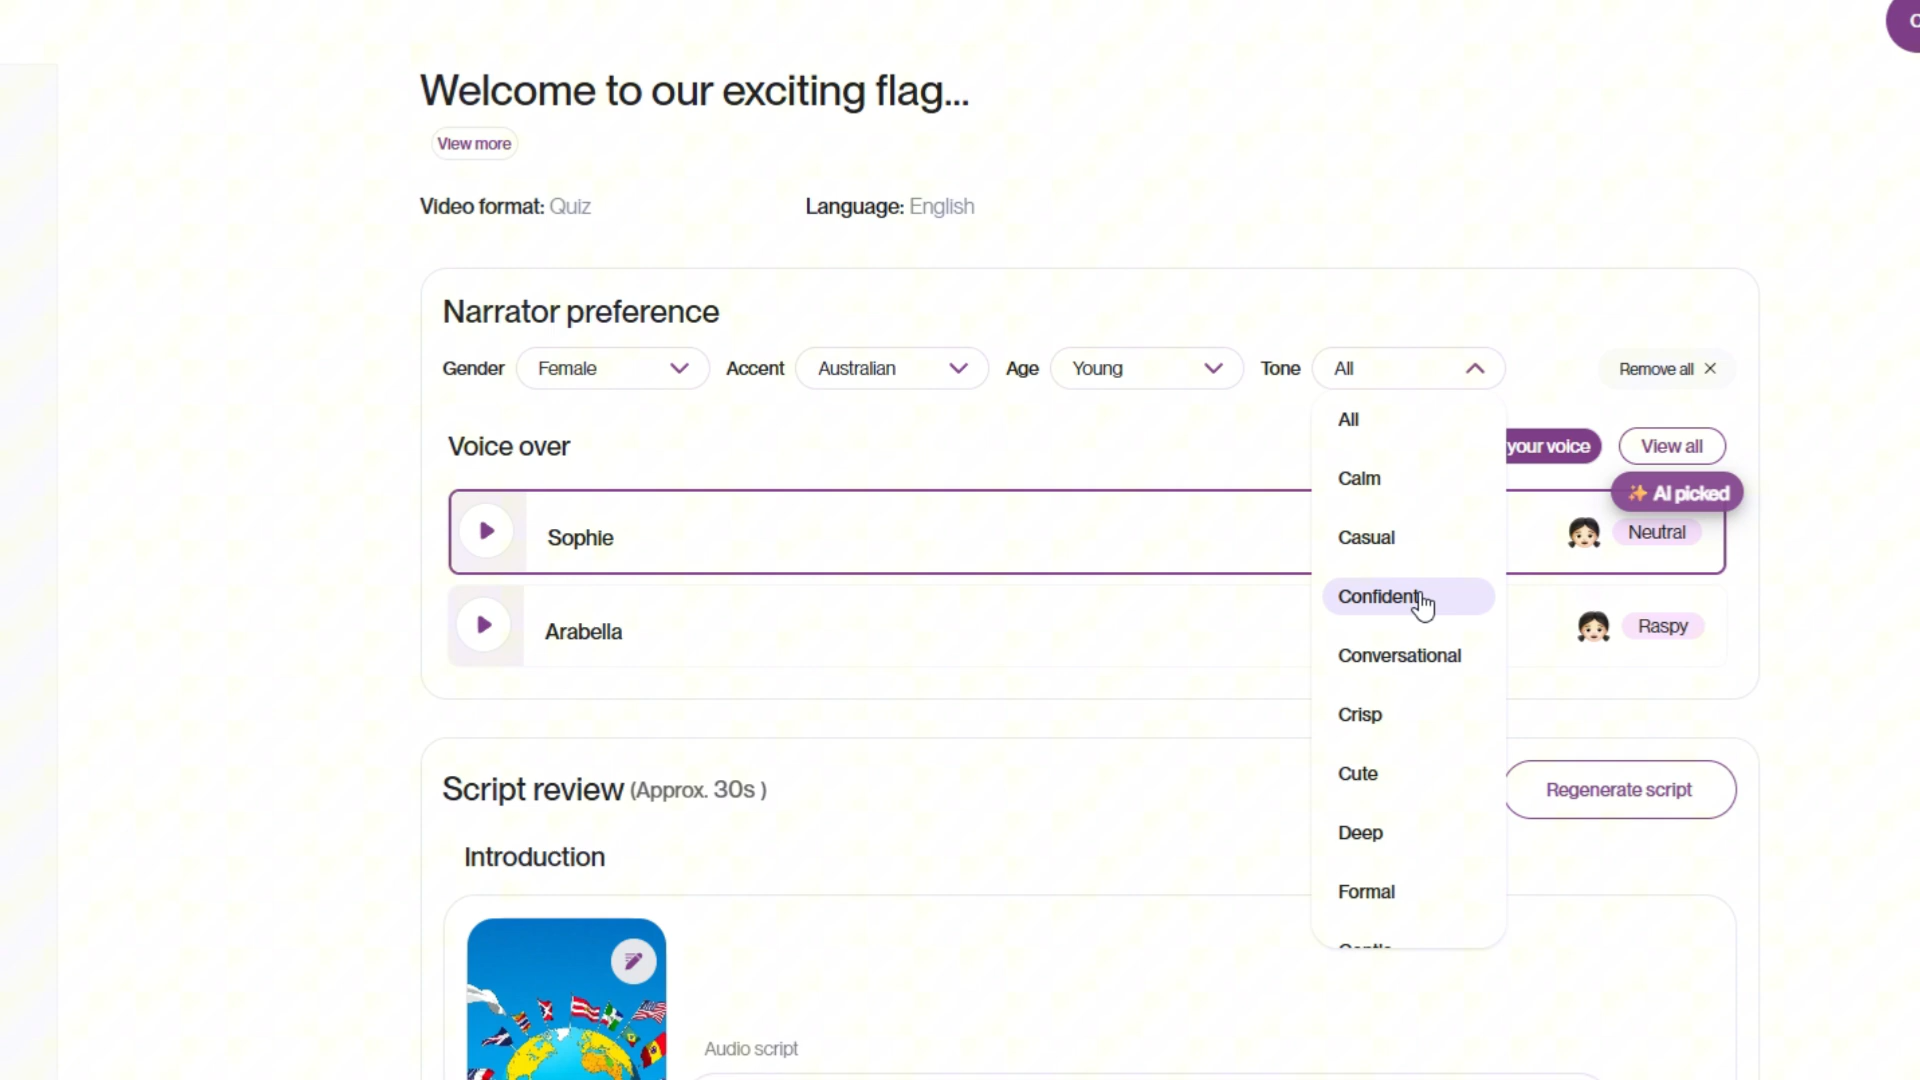 Welcome to our exciting flag...
View more
Video format: Quiz
Language: English
Narrator preference
Gender Female Accent Australian Age Young Tone All Remove all
All
Voice over
your voice View all
Calm
AI picked
Sophie
Casual
Neutral
Confident
Arabella
Raspy
Conversational
Crisp
Cute
Script review (Approx. 30s )
Regenerate script
Deep
Introduction
Formal
Audio script